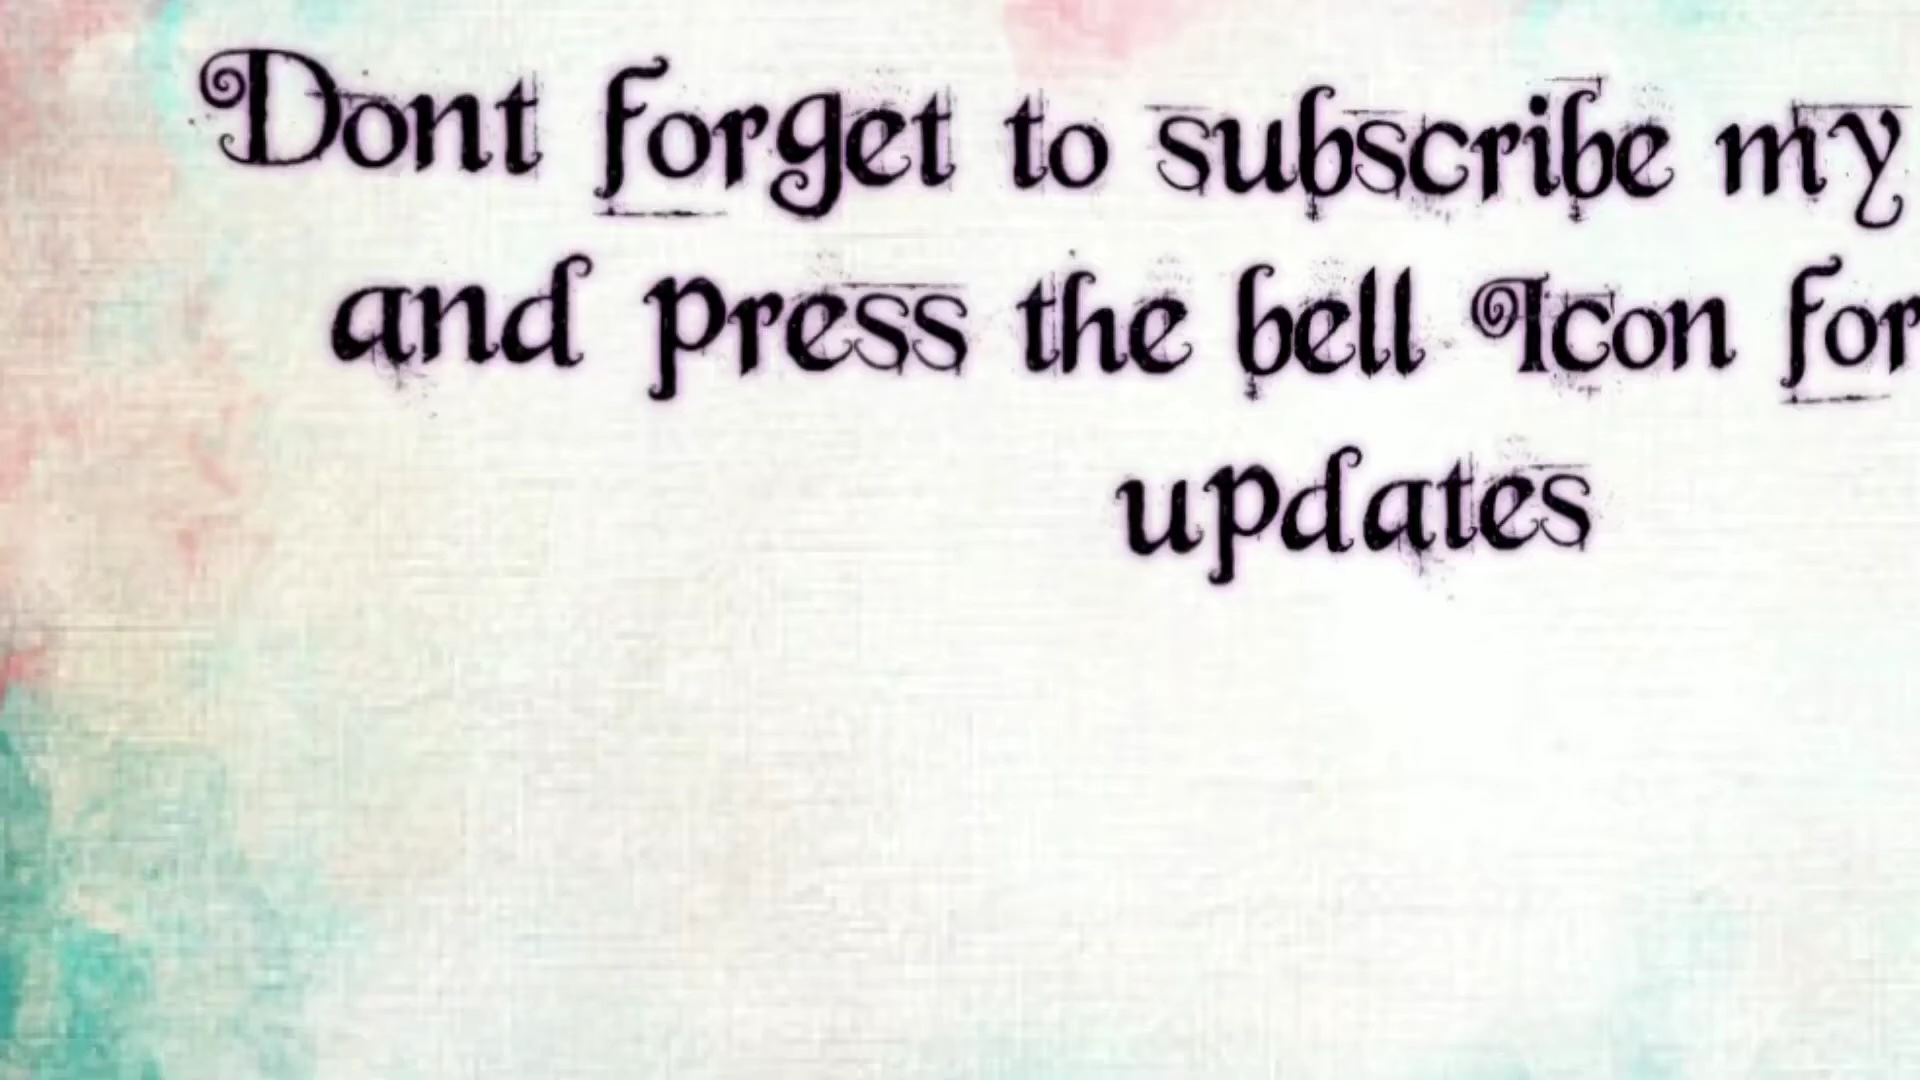 Dont forget to subscribe my
and press the bell Icon for
updates